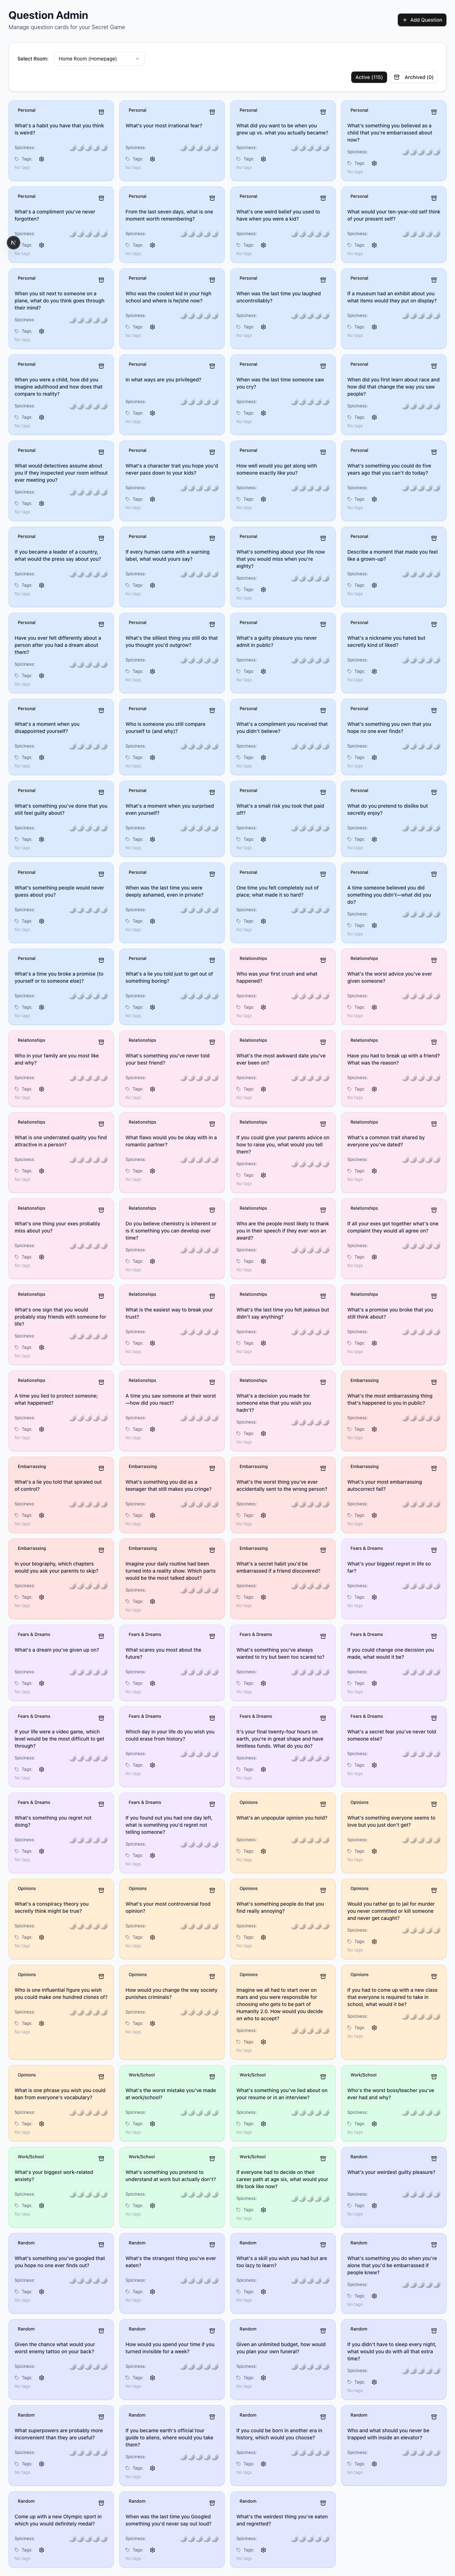 Question Admin
Manage question cards for your Secret Game
Add Question
Select Room:
Home Room (Homepage)
Active (115)
Archived (0)
Personal
What's a habit you have that you think
is weird?
Spiciness:
Tags:
No tags
Personal
What's your most irrational fear?
Spiciness:
Tags:
No tags
Personal
What did you want to be when you
grew up vs. what you actually became?
Spiciness:
Tags:
No tags
Personal
What's something you believed as a
child that you're embarrassed about
now?
Spiciness:
Tags:
No tags
Personal
What's a compliment you've never
forgotten?
Spiciness:
Tags:
No tags
Personal
From the last seven days, what is one
moment worth remembering?
Spiciness:
Tags:
No tags
Personal
What's one weird belief you used to
have when you were a kid?
Spiciness:
Tags:
No tags
Personal
What would your ten-year-old self think
of your present self?
Spiciness:
Tags:
No tags
Personal
When you sit next to someone on a
plane, what do you think goes through
their mind?
Spiciness:
Tags:
No tags
Personal
Who was the coolest kid in your high
school and where is he/she now?
Spiciness:
Tags:
No tags
Personal
When was the last time you laughed
uncontrollably?
Spiciness:
Tags:
No tags
Personal
If a museum had an exhibit about you
what items would they put on display?
Spiciness:
Tags:
No tags
Personal
When you were a child, how did you
imagine adulthood and how does that
compare to reality?
Spiciness:
Tags:
No tags
Personal
In what ways are you privileged?
Spiciness:
Tags:
No tags
Personal
When was the last time someone saw
you cry?
Spiciness:
Tags:
No tags
Personal
When did you first learn about race and
how did that change the way you saw
people?
Spiciness:
Tags:
No tags
Personal
What would detectives assume about
you if they inspected your room without
ever meeting you?
Spiciness:
Tags:
No tags
Personal
What's a character trait you hope you'd
never pass down to your kids?
Spiciness:
Tags:
No tags
Personal
How well would you get along with
someone exactly like you?
Spiciness:
Tags:
No tags
Personal
What's something you could do five
years ago that you can't do today?
Spiciness:
Tags:
No tags
Personal
If you became a leader of a country,
what would the press say about you?
Spiciness:
Tags:
No tags
Personal
If every human came with a warning
label, what would yours say?
Spiciness:
Tags:
No tags
Personal
What's something about your life now
that you would miss when you're
eighty?
Spiciness:
Tags:
No tags
Personal
Describe a moment that made you feel
like a grown-up?
Spiciness:
Tags:
No tags
Personal
Have you ever felt differently about a
person after you had a dream about
them?
Spiciness:
Tags:
No tags
Personal
What's the silliest thing you still do that
you thought you'd outgrow?
Spiciness:
Tags:
No tags
Personal
What's a guilty pleasure you never
admit in public?
Spiciness:
Tags:
No tags
Personal
What's a nickname you hated but
secretly kind of liked?
Spiciness:
Tags:
No tags
Personal
What's a moment when you
disappointed yourself?
Spiciness:
Tags:
No tags
Personal
Who is someone you still compare
yourself to (and why)?
Spiciness:
Tags:
No tags
Personal
What's a compliment you received that
you didn't believe?
Spiciness:
Tags:
No tags
Personal
What's something you own that you
hope no one ever finds?
Spiciness:
Tags:
No tags
Personal
What's something you've done that you
still feel guilty about?
Spiciness:
Tags:
No tags
Personal
What's a moment when you surprised
even yourself?
Spiciness:
Tags:
No tags
Personal
What's a small risk you took that paid
off?
Spiciness:
Tags:
No tags
Personal
What do you pretend to dislike but
secretly enjoy?
Spiciness:
Tags:
No tags
Personal
What's something people would never
guess about you?
Spiciness:
Tags:
No tags
Personal
When was the last time you were
deeply ashamed, even in private?
Spiciness:
Tags:
No tags
Personal
One time you felt completely out of
place; what made it so hard?
Spiciness:
Tags:
No tags
Personal
A time someone believed you did
something you didn't—what did you
do?
Spiciness:
Tags:
No tags
Personal
What's a time you broke a promise (to
yourself or to someone else)?
Spiciness:
Tags:
No tags
Personal
What's a lie you told just to get out of
something boring?
Spiciness:
Tags:
No tags
Relationships
Who was your first crush and what
happened?
Spiciness:
Tags:
No tags
Relationships
What's the worst advice you've ever
given someone?
Spiciness:
Tags:
No tags
Relationships
Who in your family are you most like
and why?
Spiciness:
Tags:
No tags
Relationships
What's something you've never told
your best friend?
Spiciness:
Tags:
No tags
Relationships
What's the most awkward date you've
ever been on?
Spiciness:
Tags:
No tags
Relationships
Have you had to break up with a friend?
What was the reason?
Spiciness:
Tags:
No tags
Relationships
What is one underrated quality you find
attractive in a person?
Spiciness:
Tags:
No tags
Relationships
What flaws would you be okay with in a
romantic partner?
Spiciness:
Tags:
No tags
Relationships
If you could give your parents advice on
how to raise you, what would you tell
them?
Spiciness:
Tags:
No tags
Relationships
What's a common trait shared by
everyone you've dated?
Spiciness:
Tags:
No tags
Relationships
What's one thing your exes probably
miss about you?
Spiciness:
Tags:
No tags
Relationships
Do you believe chemistry is inherent or
is it something you can develop over
time?
Spiciness:
Tags:
No tags
Relationships
Who are the people most likely to thank
you in their speech if they ever won an
award?
Spiciness:
Tags:
No tags
Relationships
If all your exes got together what's one
complaint they would all agree on?
Spiciness:
Tags:
No tags
Relationships
What's one sign that you would
probably stay friends with someone for
life?
Spiciness:
Tags:
No tags
Relationships
What is the easiest way to break your
trust?
Spiciness:
Tags:
No tags
Relationships
What's the last time you felt jealous but
didn't say anything?
Spiciness:
Tags:
No tags
Relationships
What's a promise you broke that you
still think about?
Spiciness:
Tags:
No tags
Relationships
A time you lied to protect someone;
what happened?
Spiciness:
Tags:
No tags
Relationships
A time you saw someone at their worst
—how did you react?
Spiciness:
Tags:
No tags
Relationships
What's a decision you made for
someone else that you wish you
hadn't?
Spiciness:
Tags:
No tags
Embarrassing
What's the most embarrassing thing
that's happened to you in public?
Spiciness:
Tags:
No tags
Embarrassing
What's a lie you told that spiraled out
of control?
Spiciness:
Tags:
No tags
Embarrassing
What's something you did as a
teenager that still makes you cringe?
Spiciness:
Tags:
No tags
Embarrassing
What's the worst thing you've ever
accidentally sent to the wrong person?
Spiciness:
Tags:
No tags
Embarrassing
What's your most embarrassing
autocorrect fail?
Spiciness:
Tags:
No tags
Embarrassing
In your biography, which chapters
would you ask your parents to skip?
Spiciness:
Tags:
No tags
Embarrassing
Imagine your daily routine had been
turned into a reality show. Which parts
would be the most talked about?
Spiciness:
Tags:
No tags
Embarrassing
What's a secret habit you'd be
embarrassed if a friend discovered?
Spiciness:
Tags:
No tags
Fears & Dreams
What's your biggest regret in life so
far?
Spiciness:
Tags:
No tags
Fears & Dreams
What's a dream you've given up on?
Spiciness:
Tags:
No tags
Fears & Dreams
What scares you most about the
future?
Spiciness:
Tags:
No tags
Fears & Dreams
What's something you've always
wanted to try but been too scared to?
Spiciness:
Tags:
No tags
Fears & Dreams
If you could change one decision you
made, what would it be?
Spiciness:
Tags:
No tags
Fears & Dreams
If your life were a video game, which
level would be the most difficult to get
through?
Spiciness:
Tags:
No tags
Fears & Dreams
Which day in your life do you wish you
could erase from history?
Spiciness:
Tags:
No tags
Fears & Dreams
It's your final twenty-four hours on
earth, you're in great shape and have
limitless funds. What do you do?
Spiciness:
Tags:
No tags
Fears & Dreams
What's a secret fear you've never told
someone else?
Spiciness:
Tags:
No tags
Fears & Dreams
What's something you regret not
doing?
Spiciness:
Tags:
No tags
Fears & Dreams
If you found out you had one day left,
what is something you'd regret not
telling someone?
Spiciness:
Tags:
No tags
Opinions
What's an unpopular opinion you hold?
Spiciness:
Tags:
No tags
Opinions
What's something everyone seems to
love but you just don't get?
Spiciness:
Tags:
No tags
Opinions
What's a conspiracy theory you
secretly think might be true?
Spiciness:
Tags:
No tags
Opinions
What's your most controversial food
opinion?
Spiciness:
Tags:
No tags
Opinions
What's something people do that you
find really annoying?
Spiciness:
Tags:
No tags
Opinions
Would you rather go to jail for murder
you never committed or kill someone
and never get caught?
Spiciness:
Tags:
No tags
Opinions
Who is one influential figure you wish
you could make one hundred clones of?
Spiciness:
Tags:
No tags
Opinions
How would you change the way society
punishes criminals?
Spiciness:
Tags:
No tags
Opinions
Imagine we all had to start over on
mars and you were responsible for
choosing who gets to be part of
Humanity 2.0. How would you decide
on who to accept?
Spiciness:
Tags:
No tags
Opinions
If you had to come up with a new class
that everyone is required to take in
school, what would it be?
Spiciness:
Tags:
No tags
Opinions
What is one phrase you wish you could
ban from everyone's vocabulary?
Spiciness:
Tags:
No tags
Work/School
What's the worst mistake you've made
at work/school?
Spiciness:
Tags:
No tags
Work/School
What's something you've lied about on
your resume or in an interview?
Spiciness:
Tags:
No tags
Work/School
Who's the worst boss/teacher you've
ever had and why?
Spiciness:
Tags:
No tags
Work/School
What's your biggest work-related
anxiety?
Spiciness:
Tags:
No tags
Work/School
What's something you pretend to
understand at work but actually don't?
Spiciness:
Tags:
No tags
Work/School
If everyone had to decide on their
career path at age six, what would your
life look like now?
Spiciness:
Tags:
No tags
Random
What's your weirdest guilty pleasure?
Spiciness:
Tags:
No tags
Random
What's something you've googled that
you hope no one ever finds out?
Spiciness:
Tags:
No tags
Random
What's the strangest thing you've ever
eaten?
Spiciness:
Tags:
No tags
Random
What's a skill you wish you had but are
too lazy to learn?
Spiciness:
Tags:
No tags
Random
What's something you do when you're
alone that you'd be embarrassed if
people knew?
Spiciness:
Tags:
No tags
Random
Given the chance what would your
worst enemy tattoo on your back?
Spiciness:
Tags:
No tags
Random
How would you spend your time if you
turned invisible for a week?
Spiciness:
Tags:
No tags
Random
Given an unlimited budget, how would
you plan your own funeral?
Spiciness:
Tags:
No tags
Random
If you didn't have to sleep every night,
what would you do with all that extra
time?
Spiciness:
Tags:
No tags
Random
What superpowers are probably more
inconvenient than they are useful?
Spiciness:
Tags:
No tags
Random
If you became earth's official tour
guide to aliens, where would you take
them?
Spiciness:
Tags:
No tags
Random
If you could be born in another era in
history, which would you choose?
Spiciness:
Tags:
No tags
Random
Who and what should you never be
trapped with inside an elevator?
Spiciness:
Tags:
No tags
Random
Come up with a new Olympic sport in
which you would definitely medal?
Spiciness:
Tags:
No tags
Random
When was the last time you Googled
something you'd never say out loud?
Spiciness:
Tags:
No tags
Random
What's the weirdest thing you've eaten
and regretted?
Spiciness:
Tags:
No tags